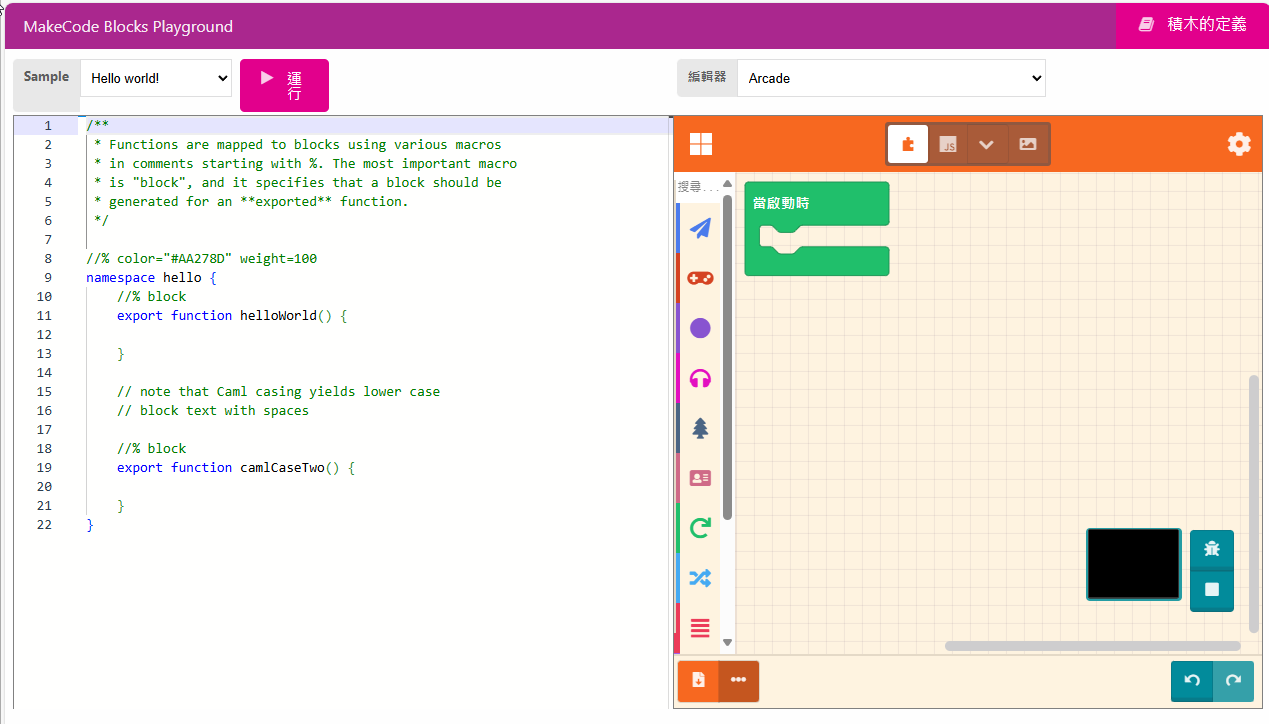 MakeCode Blocks Playground
積木的定義
Sample
Hello world!
運
行
編輯器
Arcade
1 /**
2 * Functions are mapped to blocks using various macros
3 * in comments starting with %. The most important macro
4 * is "block", and it specifies that a block should be
5 * generated for an **exported** function.
6 */
7
8 //% color="#AA278D" weight=100
9 namespace hello {
10 //% block
11 export function helloWorld() {
12
13 }
14
15 // note that Caml casing yields lower case
16 // block text with spaces
17
18 //% block
19 export function camlCaseTwo() {
20
21 }
22 }
JS
搜尋...
當啟動時